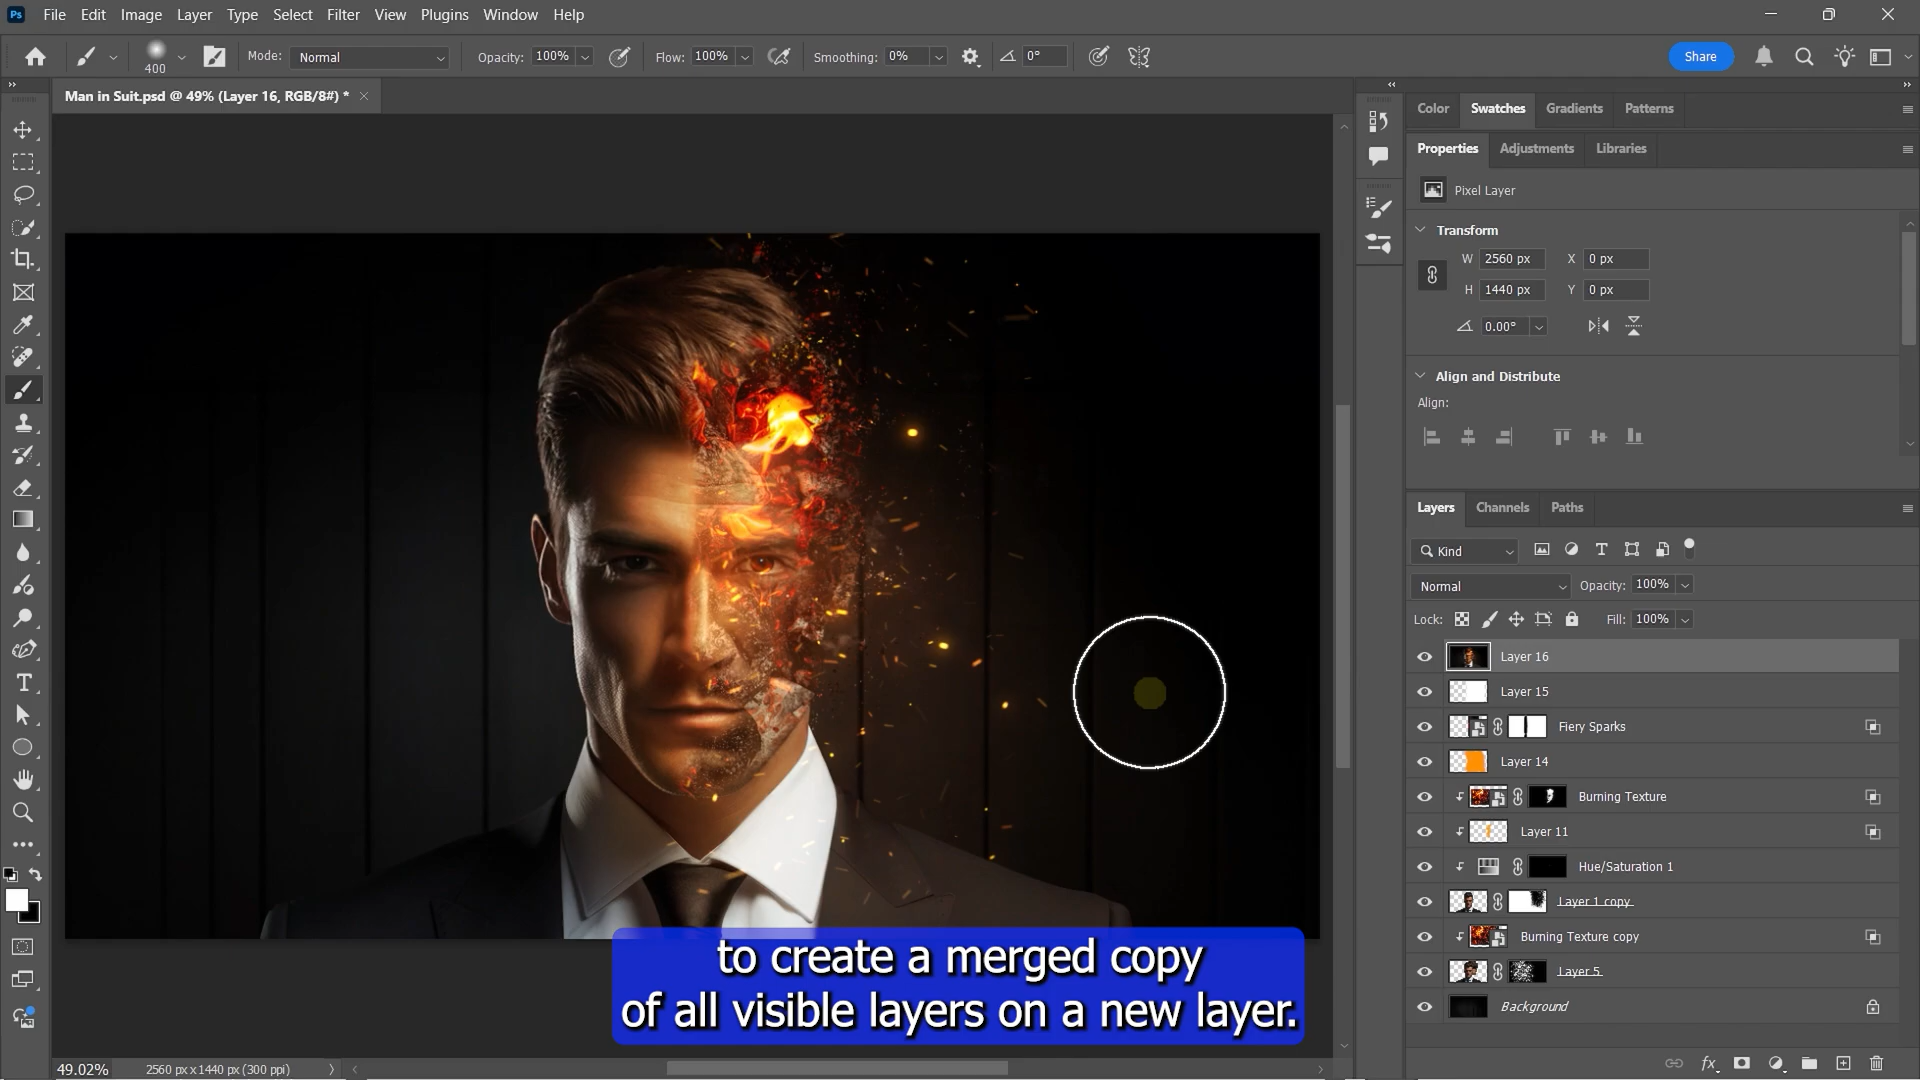 Ps File Edit Image Layer Type Select Filter View Plugins Window Help
400 Mode: Normal Opacity: 100% Flow: 100% Smoothing: 0% 0° Share
Man in Suit.psd @ 49% (Layer 16, RGB/8#) *
Color Swatches Gradients Patterns
Properties Adjustments Libraries
Pixel Layer
Transform
W 2560 px X 0 px
H 1440 px Y 0 px
0.00°
Align and Distribute
Align:
Layers Channels Paths
Kind
Normal Opacity: 100%
Lock: Fill: 100%
Layer 16
Layer 15
Fiery Sparks
Layer 14
Burning Texture
Layer 11
Hue/Saturation 1
Layer 1 copy
Burning Texture copy
Layer 5
Background
to create a merged copy
of all visible layers on a new layer.
49.02% 2560 px x 1440 px (300 ppi)
fx